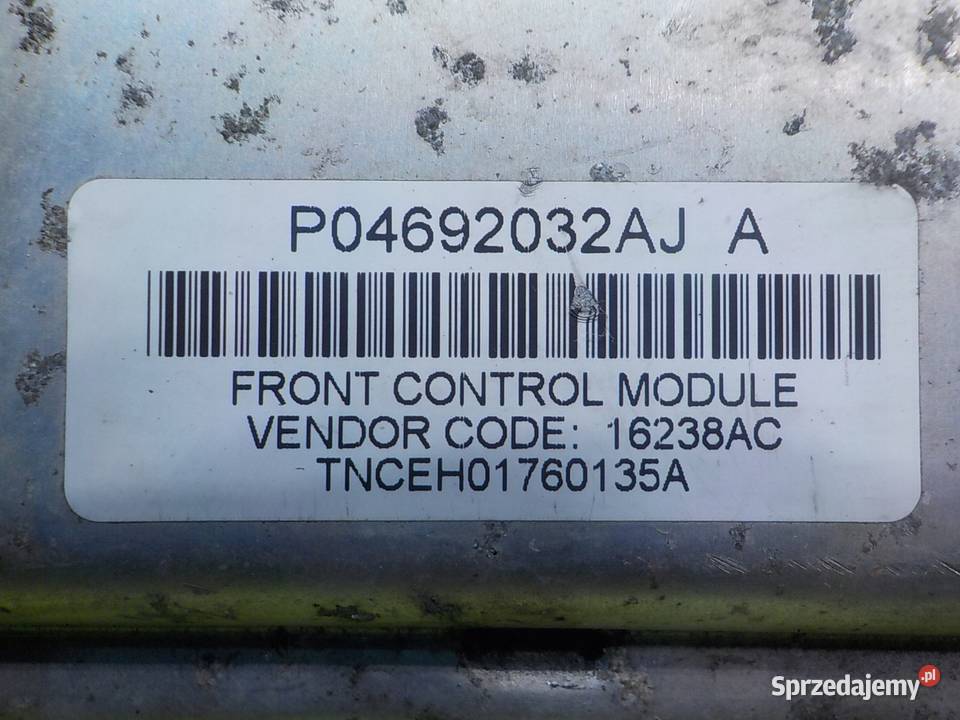 P04692032AJ A
FRONT CONTROL MODULE
VENDOR CODE: 16238AC
TNCEH01760135A
Sprzedajemy.pl